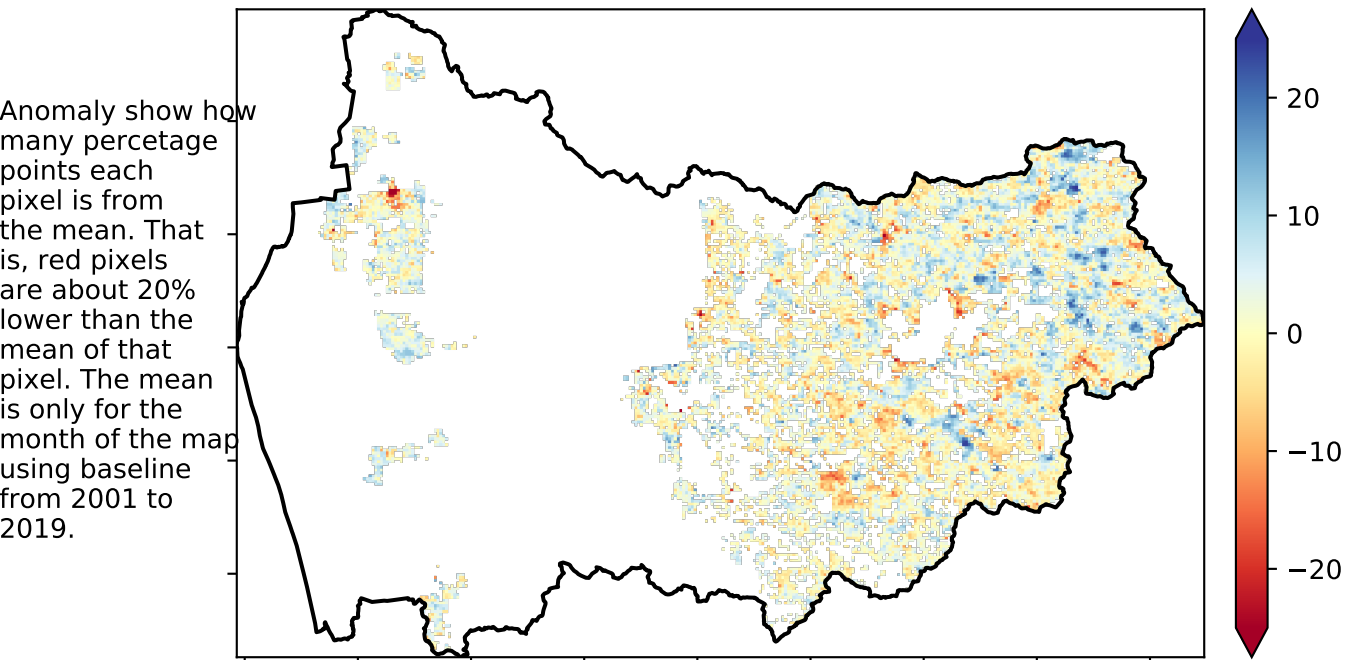 Anomaly show how
many percetage
points each
pixel is from
the mean. That
is, red pixels
are about 20%
lower than the
mean of that
pixel. The mean
is only for the
month of the map
using baseline
from 2001 to
2019.
20
10
0
−10
−20